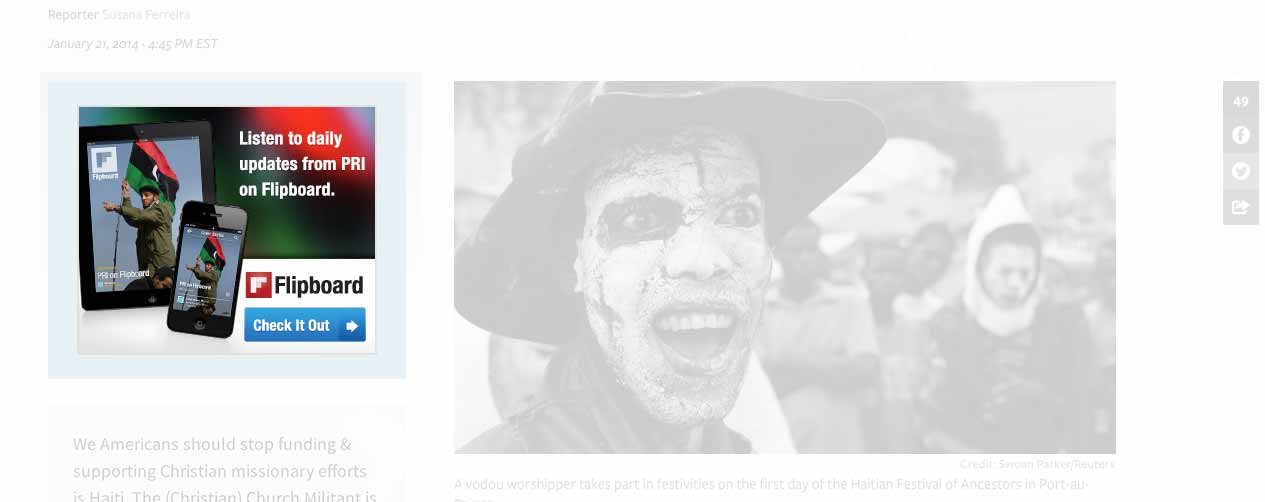 Reporter Susana Ferreira
January 21, 2014 · 4:45 PM EST
Listen to daily
updates from PRI
on Flipboard.
Flipboard
PRI on Flipboard
PRI on Flipboard
Flipboard
Check It Out
49
We Americans should stop funding &
supporting Christian missionary efforts
is Haiti. The (Christian) Church Militant is
Credit: Swoan Parker/Reuters
A vodou worshipper takes part in festivities on the first day of the Haitian Festival of Ancestors in Port-au-